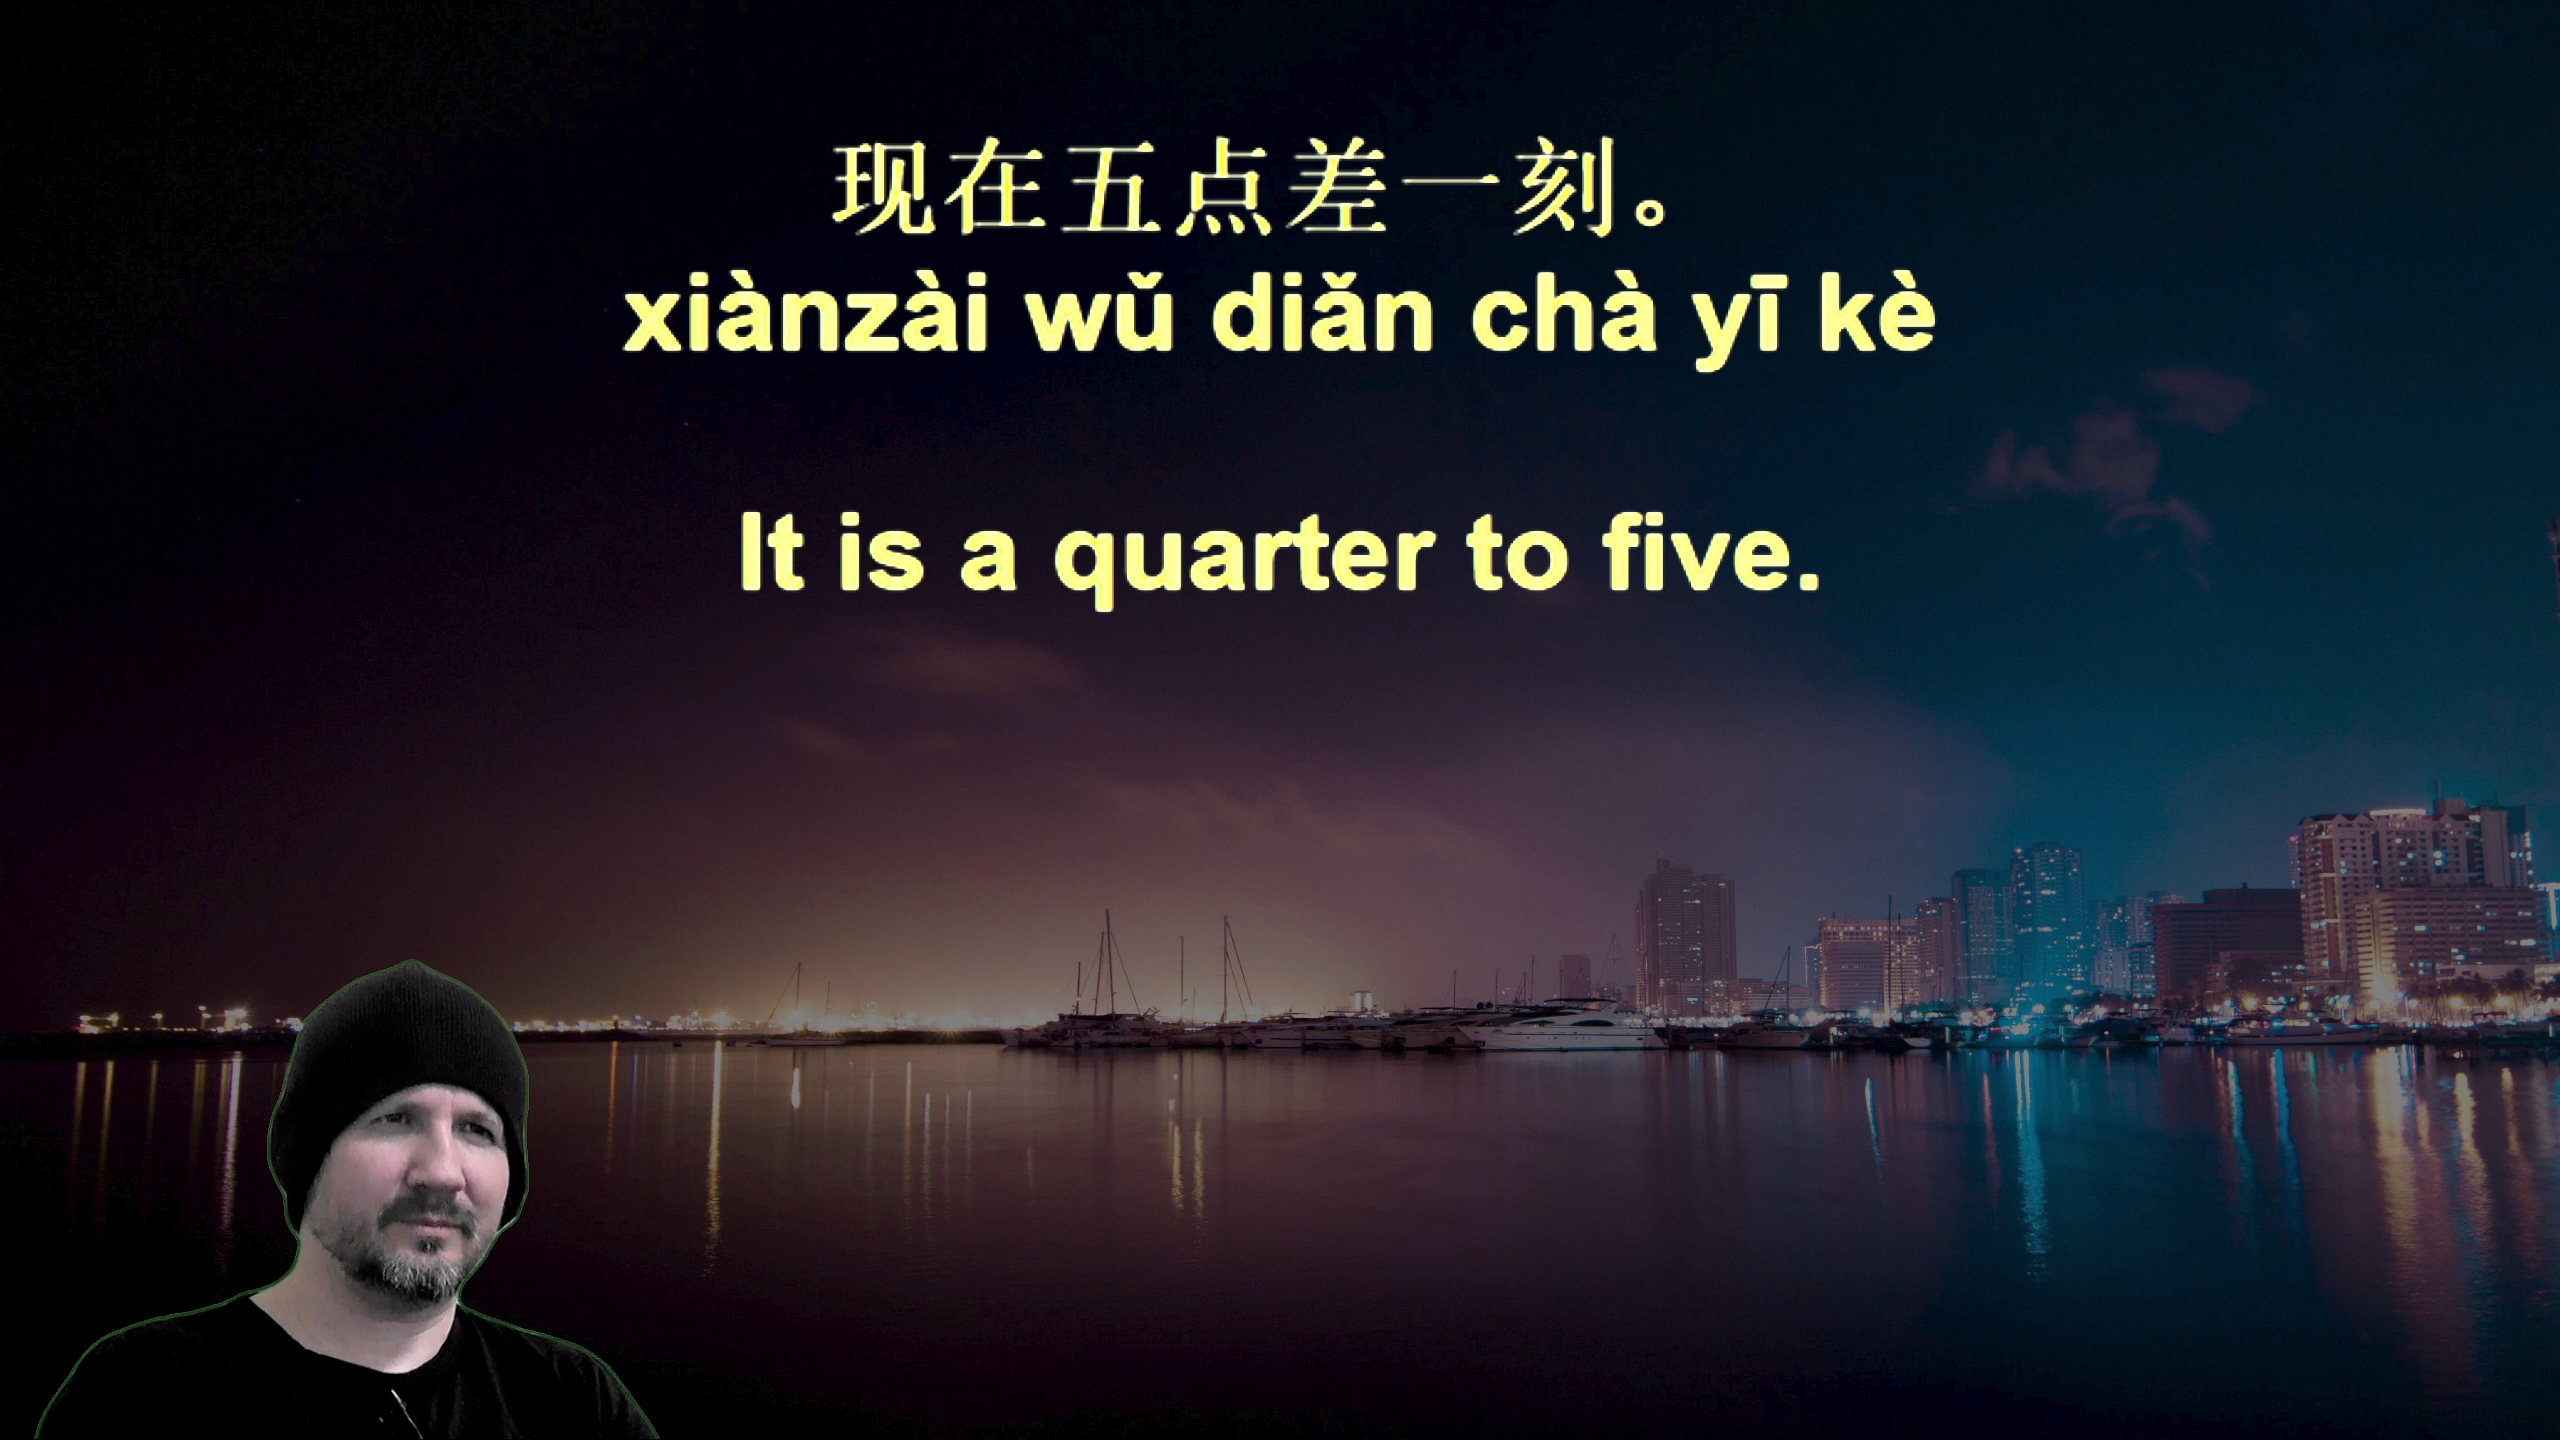 现在五点差一刻。
xiànzài wǔ diǎn chà yī kè
It is a quarter to five.